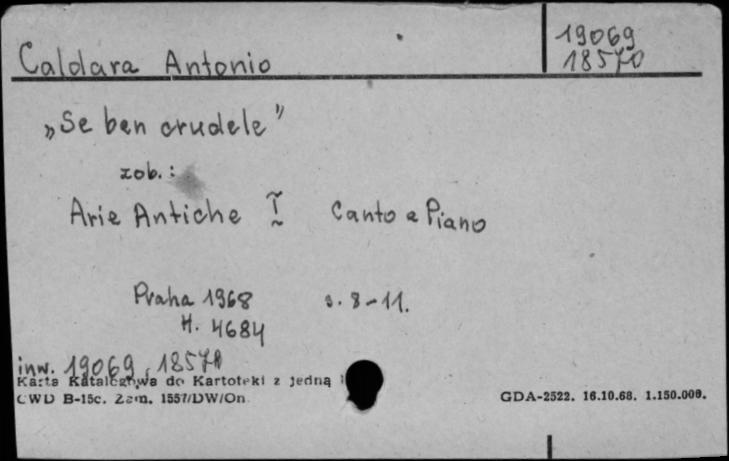 19069
Caldara Antonio 18570
„Se ben crudele”
zob.:
Arie Antiche I Canto e Piano
Praha 1968 s. 8-11.
H. 4684
inw. 19069, 18570
Karta Katalogowa do Kartoteki z jedną
CWD B-15c. Zam. 1557/DW/On.
GDA-2522. 16.10.68. 1.150.000.